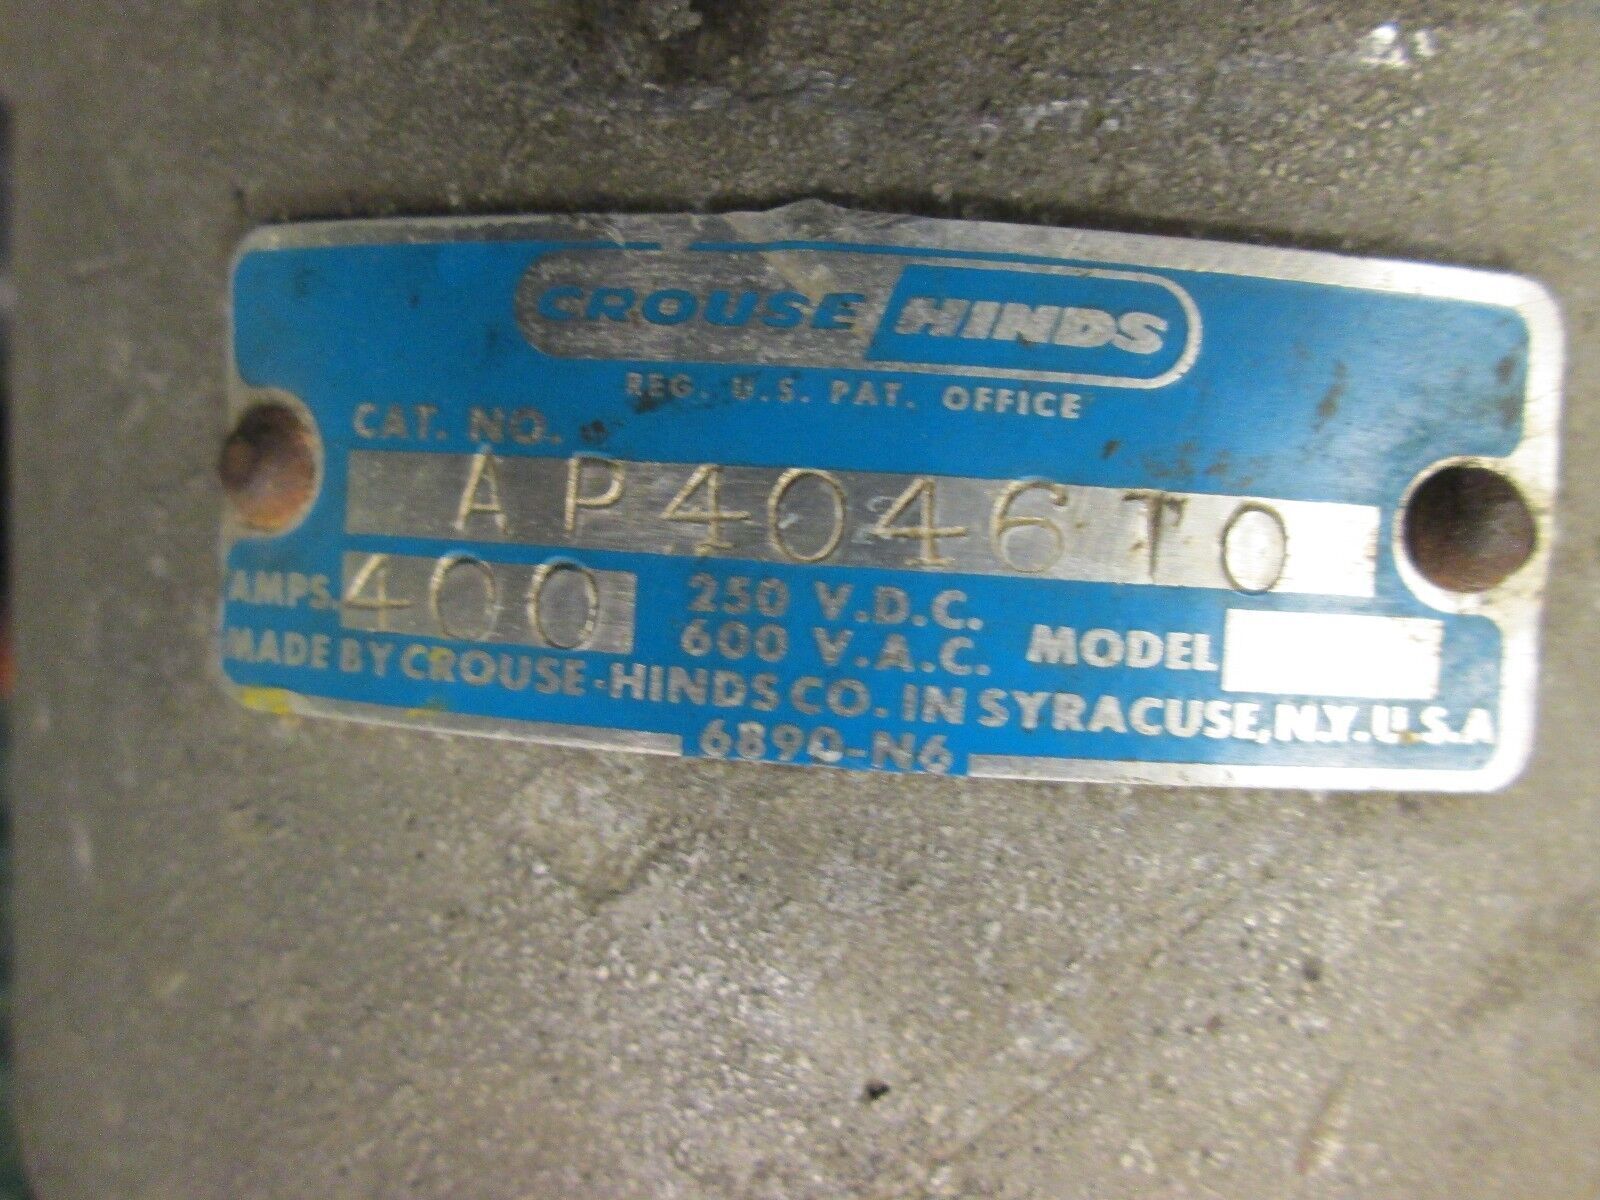 CROUSE HINDS
REG. U.S. PAT. OFFICE
CAT. NO.
AP4046TO
AMPS. 400 250 V.D.C.
600 V.A.C. MODEL
MADE BY CROUSE-HINDS CO. IN SYRACUSE, N.Y. U.S.A
6890-N6